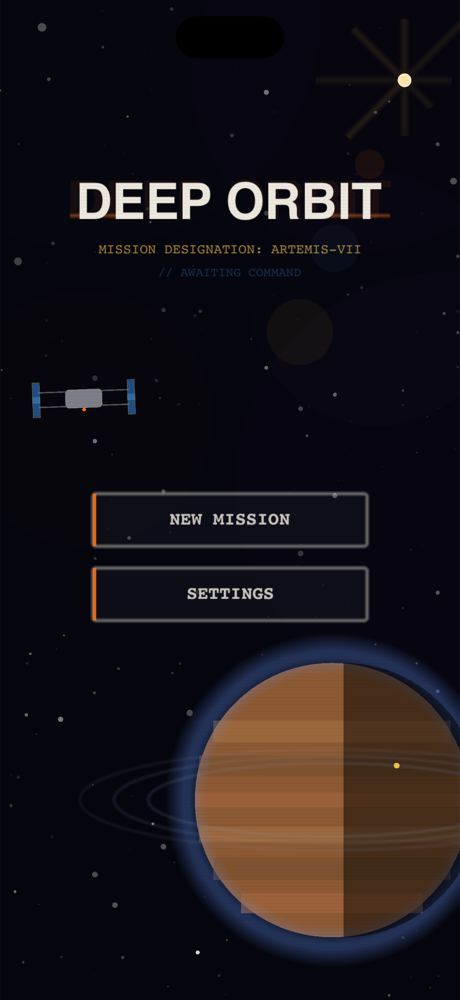 DEEP ORBIT
MISSION DESIGNATION: ARTEMIS-VII
// AWAITING COMMAND
NEW MISSION
SETTINGS